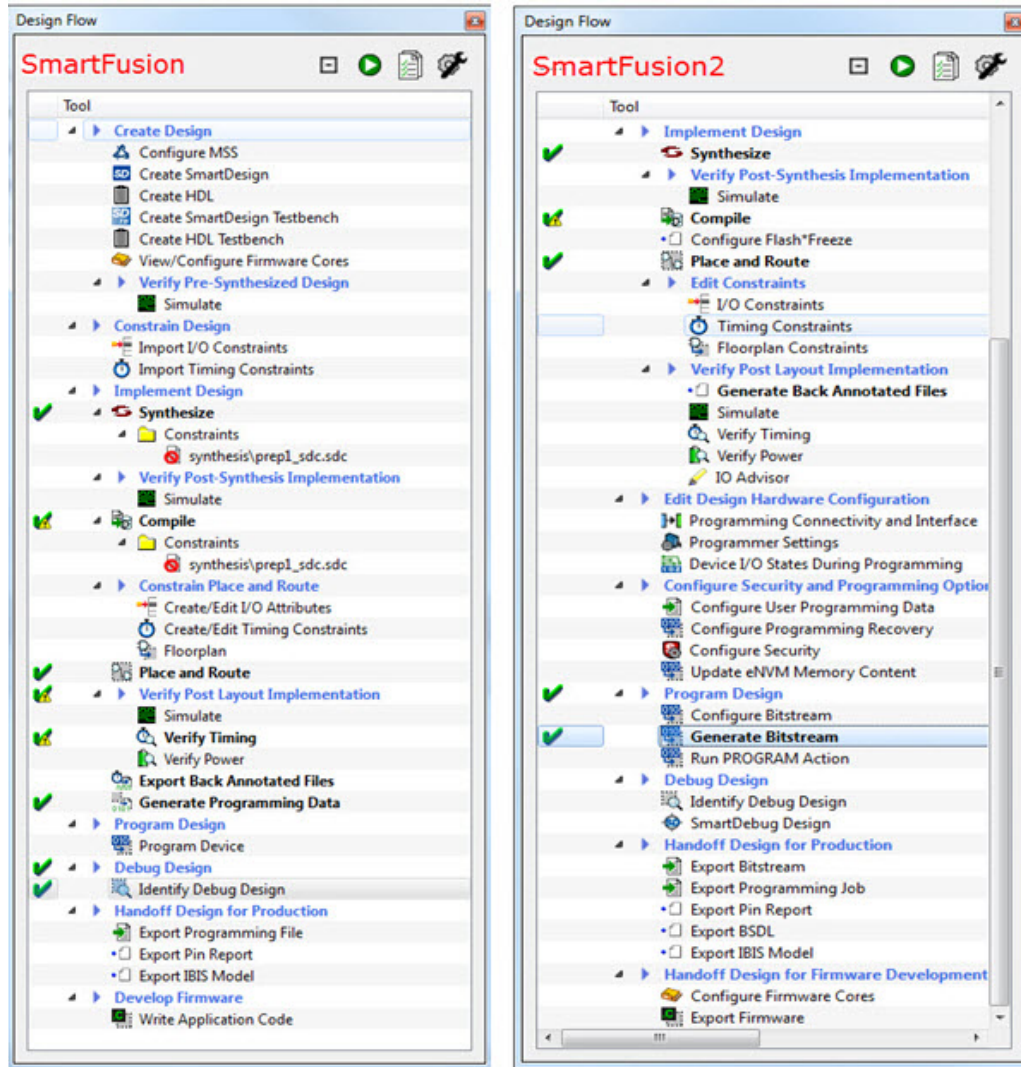 Design Flow
SmartFusion
Tool
Create Design
Configure MSS
Create SmartDesign
Create HDL
Create SmartDesign Testbench
Create HDL Testbench
View/Configure Firmware Cores
Verify Pre-Synthesized Design
Simulate
Constrain Design
Import I/O Constraints
Import Timing Constraints
Implement Design
Synthesize
Constraints
synthesis\prep1_sdc.sdc
Verify Post-Synthesis Implementation
Simulate
Compile
Constraints
synthesis\prep1_sdc.sdc
Constrain Place and Route
Create/Edit I/O Attributes
Create/Edit Timing Constraints
Floorplan
Place and Route
Verify Post Layout Implementation
Simulate
Verify Timing
Verify Power
Export Back Annotated Files
Generate Programming Data
Program Design
Program Device
Debug Design
Identify Debug Design
Handoff Design for Production
Export Programming File
Export Pin Report
Export IBIS Model
Develop Firmware
Write Application Code
Design Flow
SmartFusion2
Tool
Implement Design
Synthesize
Verify Post-Synthesis Implementation
Simulate
Compile
Configure Flash*Freeze
Place and Route
Edit Constraints
I/O Constraints
Timing Constraints
Floorplan Constraints
Verify Post Layout Implementation
Generate Back Annotated Files
Simulate
Verify Timing
Verify Power
IO Advisor
Edit Design Hardware Configuration
Programming Connectivity and Interface
Programmer Settings
Device I/O States During Programming
Configure Security and Programming Option
Configure User Programming Data
Configure Programming Recovery
Configure Security
Update eNVM Memory Content
Program Design
Configure Bitstream
Generate Bitstream
Run PROGRAM Action
Debug Design
Identify Debug Design
SmartDebug Design
Handoff Design for Production
Export Bitstream
Export Programming Job
Export Pin Report
Export BSDL
Export IBIS Model
Handoff Design for Firmware Development
Configure Firmware Cores
Export Firmware